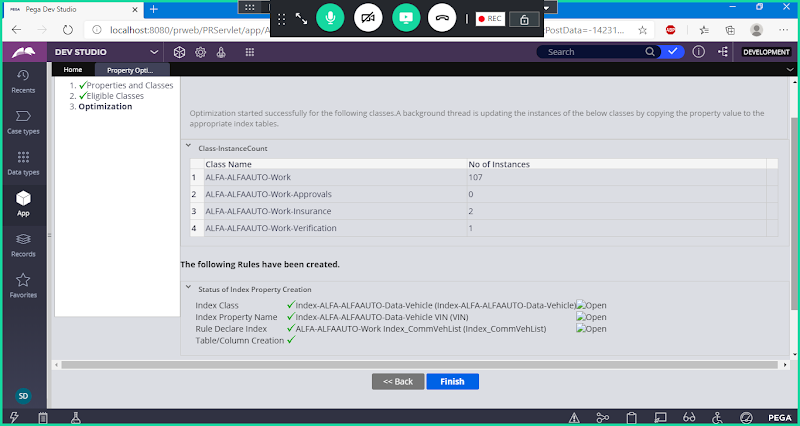 PEGA Pega Dev Studio
REC
localhost:8080/prweb/PRServlet/app/A
PostData=-14231...
DEV STUDIO
Search
DEVELOPMENT
Home
Property Opti...
Recents
Case types
Data types
App
Records
Favorites
SD
1. Properties and Classes
2. Eligible Classes
3. Optimization
Optimization started successfully for the following classes.A background thread is updating the instances of the below classes by copying the property value to the
appropriate index tables.
Class-InstanceCount
Class Name No of Instances
1 ALFA-ALFAAUTO-Work 107
2 ALFA-ALFAAUTO-Work-Approvals 0
3 ALFA-ALFAAUTO-Work-Insurance 2
4 ALFA-ALFAAUTO-Work-Verification 1
The following Rules have been created.
Status of Index Property Creation
Index Class Index-ALFA-ALFAAUTO-Data-Vehicle (Index-ALFA-ALFAAUTO-Data-Vehicle) Open
Index Property Name Index-ALFA-ALFAAUTO-Data-Vehicle VIN (VIN) Open
Rule Declare Index ALFA-ALFAAUTO-Work Index_CommVehList (Index_CommVehList) Open
Table/Column Creation
<< Back Finish
PEGA